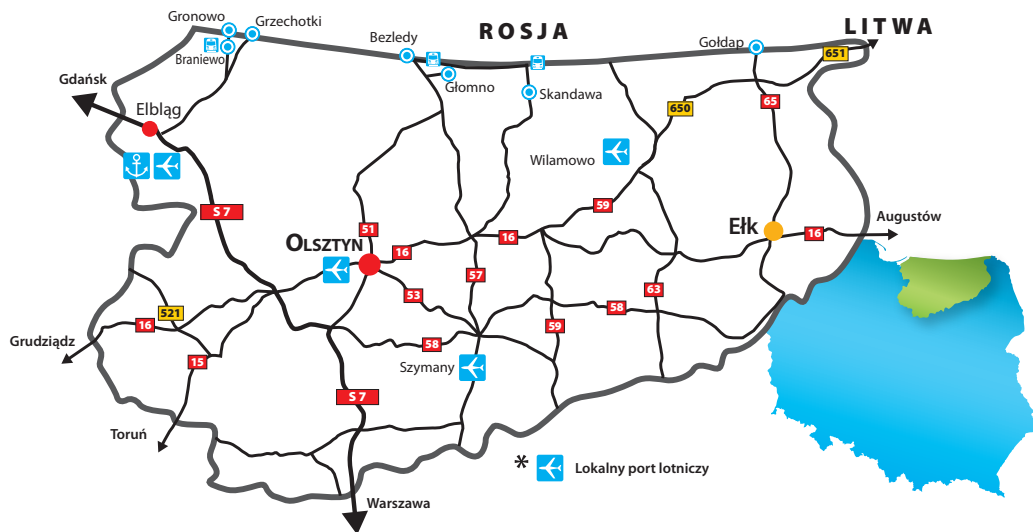 Gronowo
Grzechotki
Bezledy
ROSJA
Gołdap
LITWA
651
Braniewo
Gdańsk
Głomno
Skandawa
65
650
Elbląg
Wilamowo
S 7
59
51
Ełk
Augustów
16
OLSZTYN
16
16
57
53
63
58
521
16
59
Grudziądz
58
15
Szymany
S 7
Toruń
* Lokalny port lotniczy
Warszawa